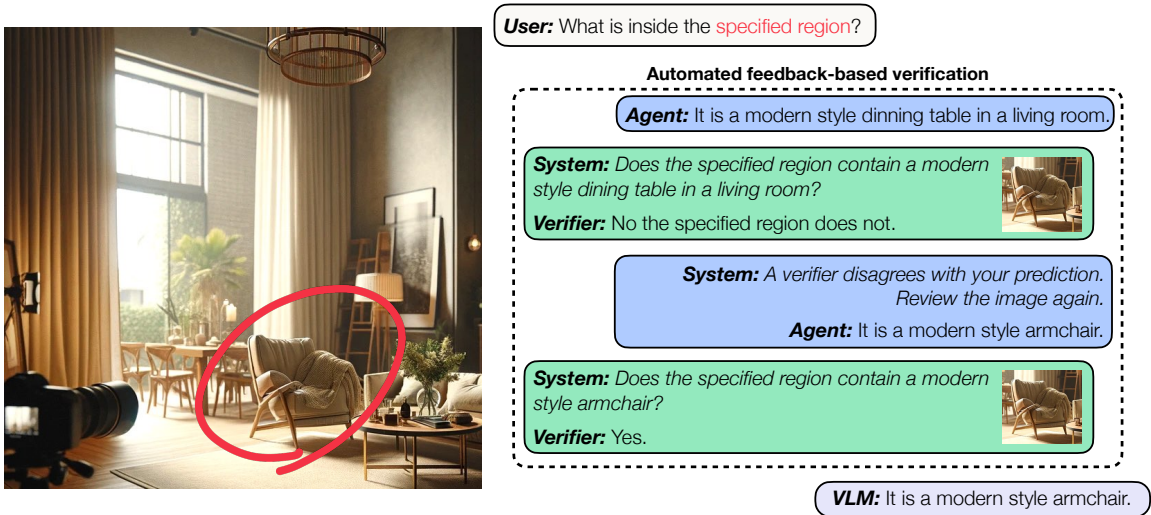 User: What is inside the specified region?
Automated feedback-based verification
Agent: It is a modern style dinning table in a living room.
System: Does the specified region contain a modern
style dining table in a living room?
Verifier: No the specified region does not.
System: A verifier disagrees with your prediction.
Review the image again.
Agent: It is a modern style armchair.
System: Does the specified region contain a modern
style armchair?
Verifier: Yes.
VLM: It is a modern style armchair.